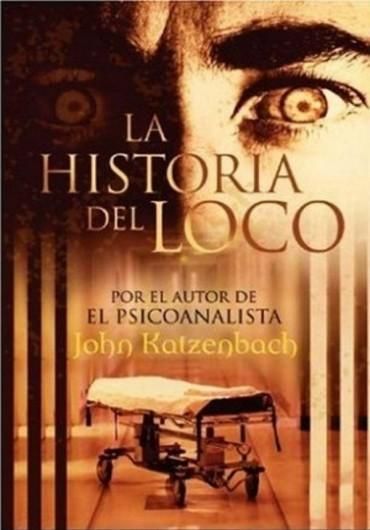 LA
HISTORIA
DEL LOCO
POR EL AUTOR DE
EL PSICOANALISTA
John Katzenbach